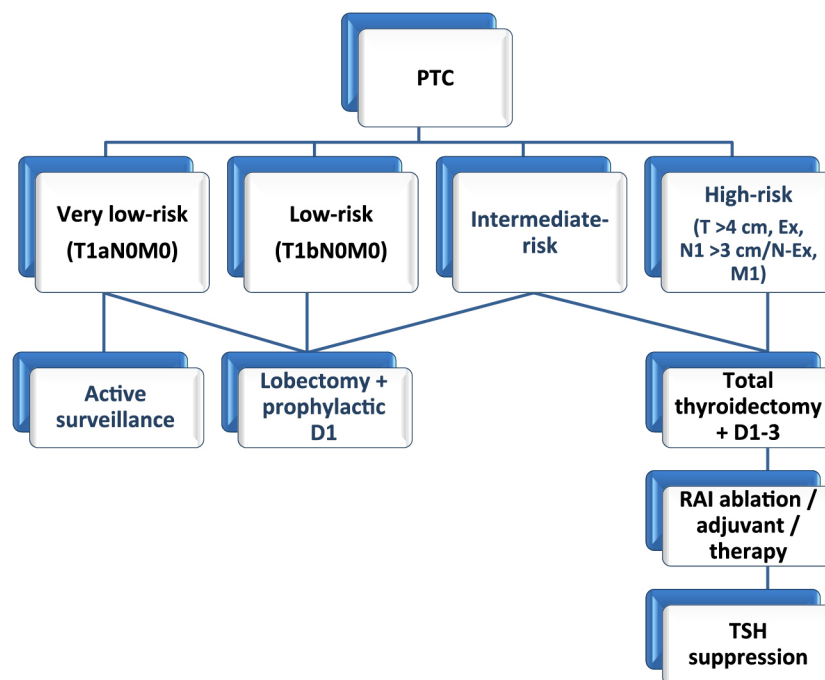 PTC
Very low-risk
(T1aN0M0)
Low-risk
(T1bN0M0)
Intermediate-
risk
High-risk
(T >4 cm, Ex,
N1 >3 cm/N-Ex,
M1)
Active
surveillance
Lobectomy +
prophylactic
D1
Total
thyroidectomy
+ D1-3
RAI ablation /
adjuvant /
therapy
TSH
suppression